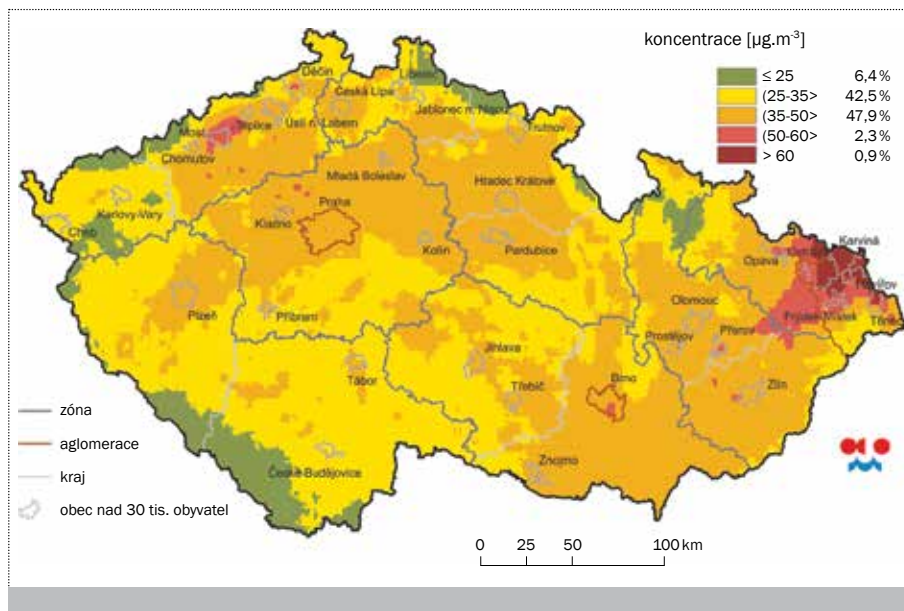 koncentrace [µg.m-3]
≤ 25 6,4 %
(25-35> 42,5 %
(35-50> 47,9 %
(50-60> 2,3 %
> 60 0,9 %
Děčín
Liberec
Česká Lípa
Jablonec n. Nisou
Ústí n. Labem
Teplice
Most
Chomutov
Trutnov
Mladá Boleslav
Hradec Králové
Karlovy Vary
Praha
Kladno
Cheb
Kolín
Pardubice
Karviná
Ostrava
Opava
Havířov
Olomouc
Plzeň
Příbram
Frýdek-Místek
Třinec
Prostějov
Přerov
Jihlava
Tábor
Třebíč
Brno
Zlín
České Budějovice
Znojmo
zóna
aglomerace
kraj
obec nad 30 tis. obyvatel
0 25 50 100 km